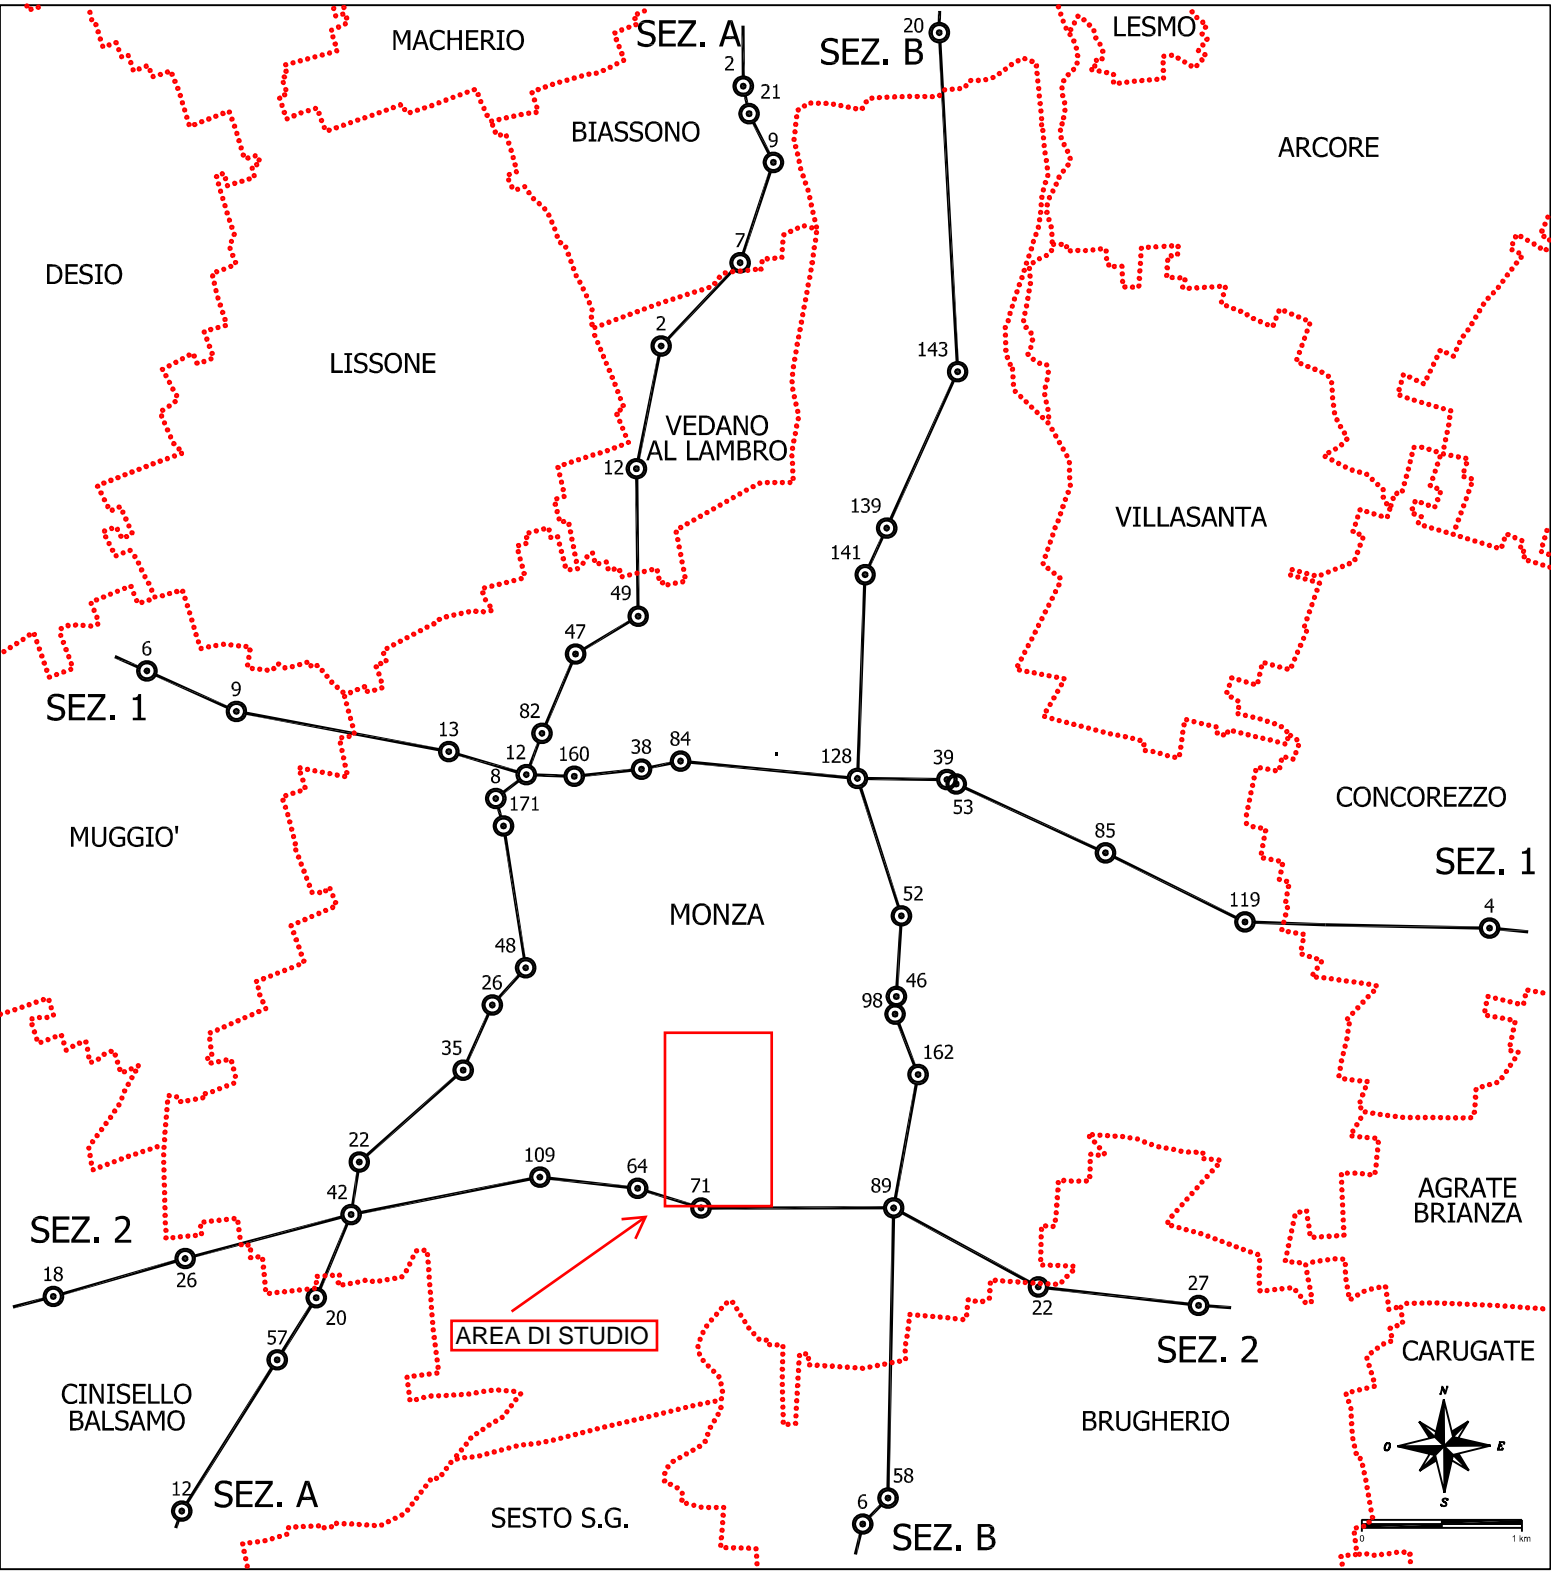 SEZ. A
20
LESMO
MACHERIO
SEZ. B
2
21
BIASSONO
9
ARCORE
7
DESIO
2
143
LISSONE
VEDANO
AL LAMBRO
12
139
VILLASANTA
141
49
47
6
SEZ. 1
9
82
13
12
160
38
84
128
39
8
171
53
CONCOREZZO
MUGGIO'
85
SEZ. 1
MONZA
52
119
4
48
26
46
98
35
162
22
109
64
42
71
89
AGRATE
BRIANZA
SEZ. 2
18
26
20
22
27
AREA DI STUDIO
57
SEZ. 2
CARUGATE
CINISELLO
BALSAMO
BRUGHERIO
N
O
E
S
12
SEZ. A
58
SESTO S.G.
6
SEZ. B
0
1 km